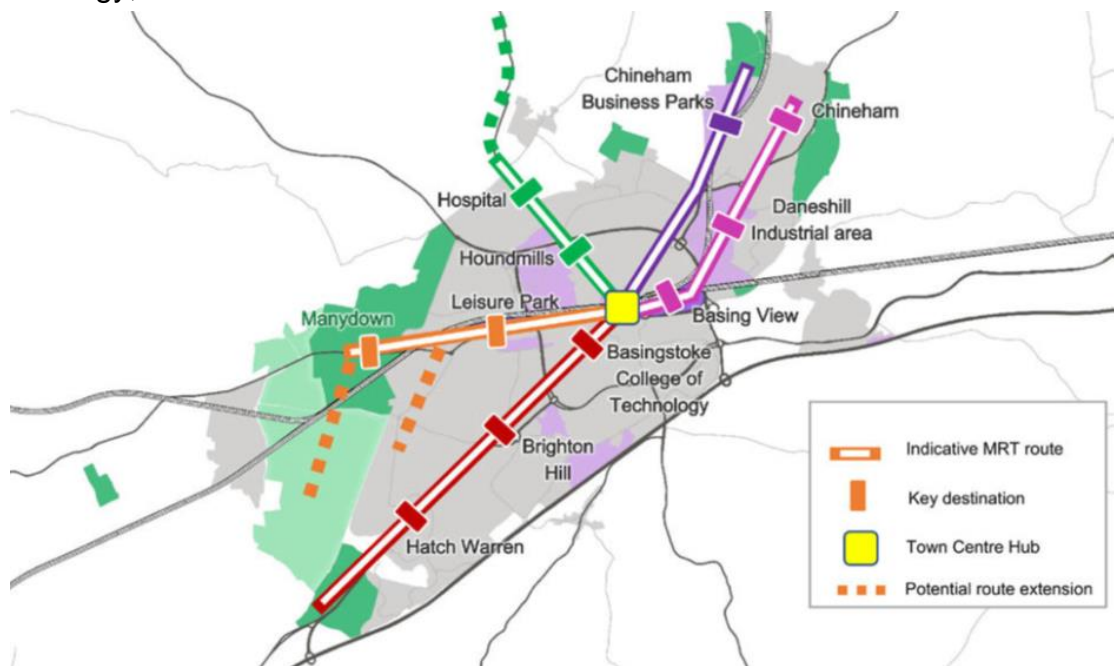 Chineham
Business Parks
Chineham
Hospital
Daneshill
Industrial area
Houndmills
Leisure Park
Manydown
Basing View
Basingstoke
College of
Technology
Brighton
Hill
Hatch Warren
Indicative MRT route
Key destination
Town Centre Hub
Potential route extension